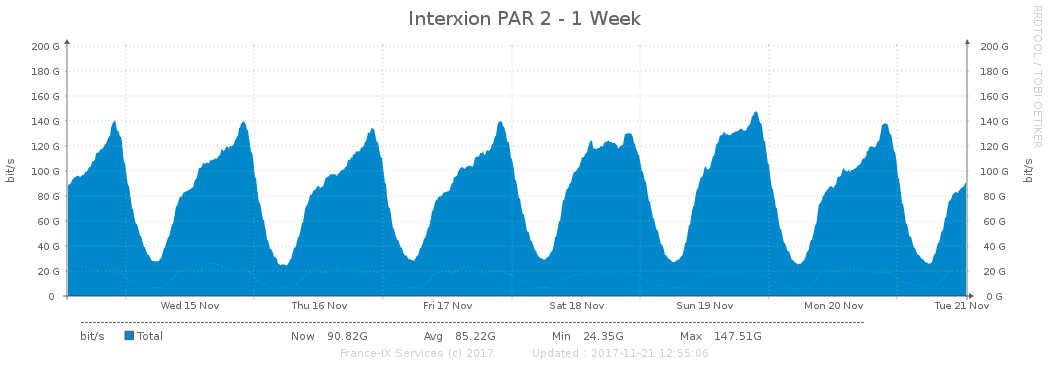 Interxion PAR 2 - 1 Week
RRDTOOL / TOBI OETIKER
bit/s
200 G 200 G
180 G 180 G
160 G 160 G
140 G 140 G
120 G 120 G
100 G 100 G
80 G 80 G
60 G 60 G
40 G 40 G
20 G 20 G
0 0 G
bit/s
Wed 15 Nov Thu 16 Nov Fri 17 Nov Sat 18 Nov Sun 19 Nov Mon 20 Nov Tue 21 Nov
bit/s Total Now 90.82G Avg 85.22G Min 24.35G Max 147.51G
France-IX Services (c) 2017 Updated : 2017-11-21 12:55:06